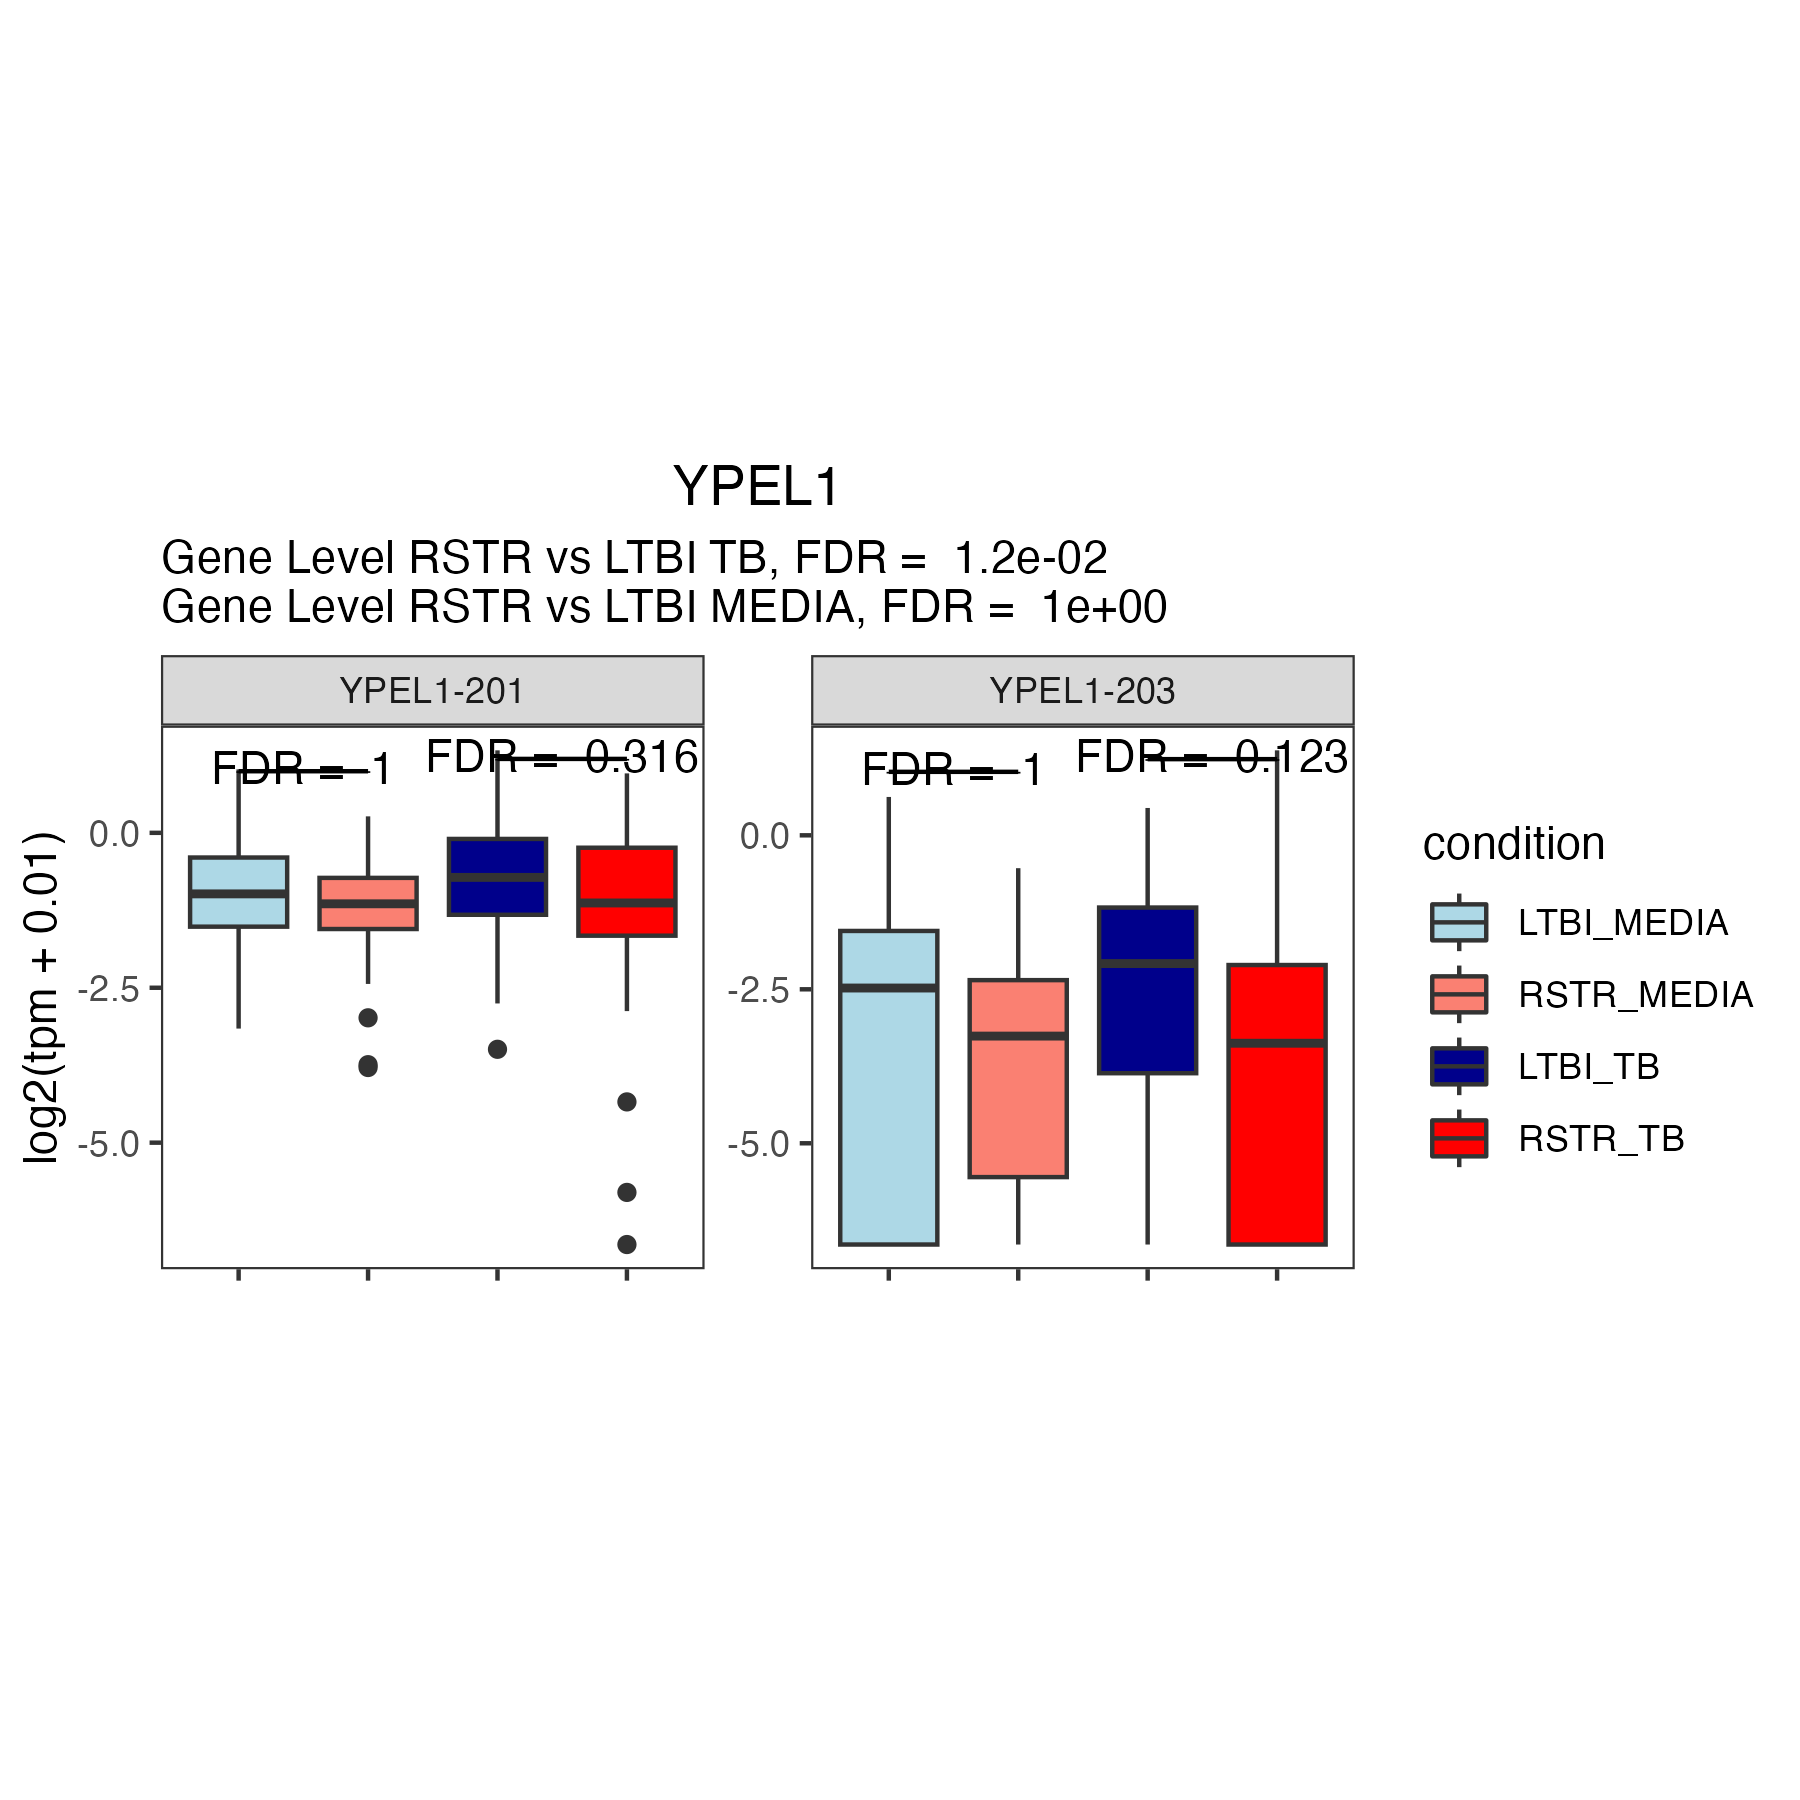 YPEL1
Gene Level RSTR vs LTBI TB, FDR =  1.2e-02
Gene Level RSTR vs LTBI MEDIA, FDR =  1e+00
YPEL1-201
YPEL1-203
FDR =  1
FDR =  0.316
FDR =  1
FDR =  0.123
log2(tpm + 0.01)
0.0
-2.5
-5.0
0.0
-2.5
-5.0
condition
LTBI_MEDIA
RSTR_MEDIA
LTBI_TB
RSTR_TB